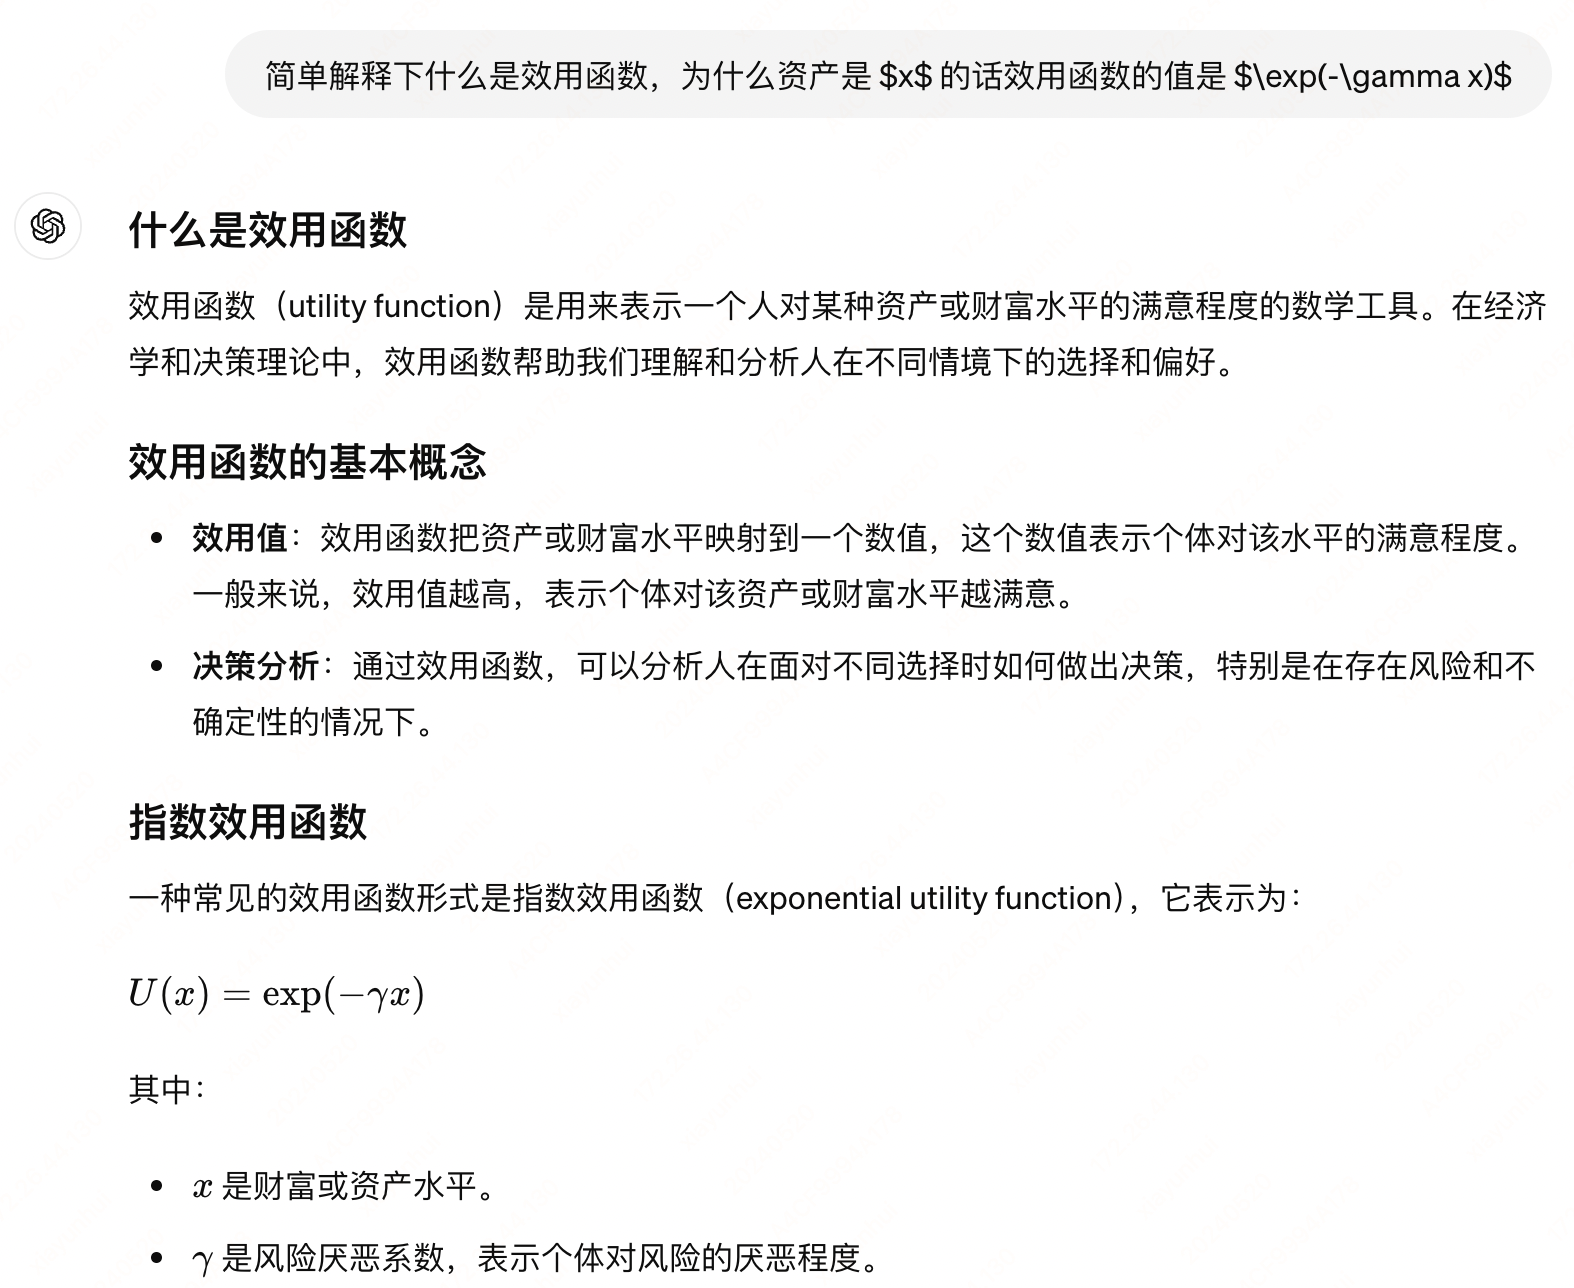 简单解释下什么是效用函数，为什么资产是 $x$ 的话效用函数的值是 $\exp(-\gamma x)$
什么是效用函数
效用函数（utility function）是用来表示一个人对某种资产或财富水平的满意程度的数学工具。在经济
学和决策理论中，效用函数帮助我们理解和分析人在不同情境下的选择和偏好。
效用函数的基本概念
• 效用值：效用函数把资产或财富水平映射到一个数值，这个数值表示个体对该水平的满意程度。
一般来说，效用值越高，表示个体对该资产或财富水平越满意。
• 决策分析：通过效用函数，可以分析人在面对不同选择时如何做出决策，特别是在存在风险和不
确定性的情况下。
指数效用函数
一种常见的效用函数形式是指数效用函数（exponential utility function），它表示为：
U(x) = exp(−γx)
其中：
• x 是财富或资产水平。
• γ 是风险厌恶系数，表示个体对风险的厌恶程度。